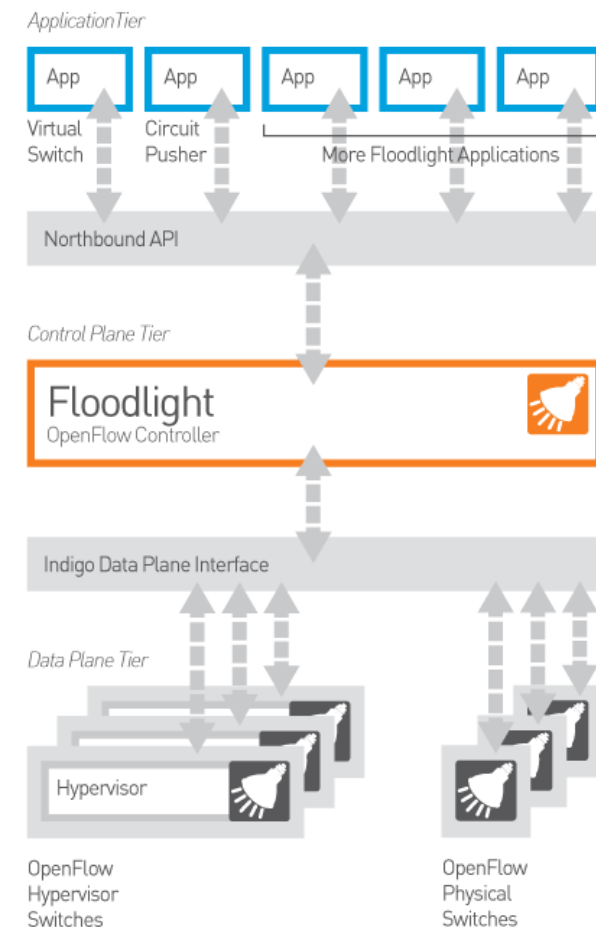 ApplicationTier
App
App
App
App
App
Virtual
Switch
Circuit
Pusher
More Floodlight Applications
Northbound API
Control Plane Tier
Floodlight
OpenFlow Controller
Indigo Data Plane Interface
Data Plane Tier
Hypervisor
OpenFlow
Hypervisor
Switches
OpenFlow
Physical
Switches